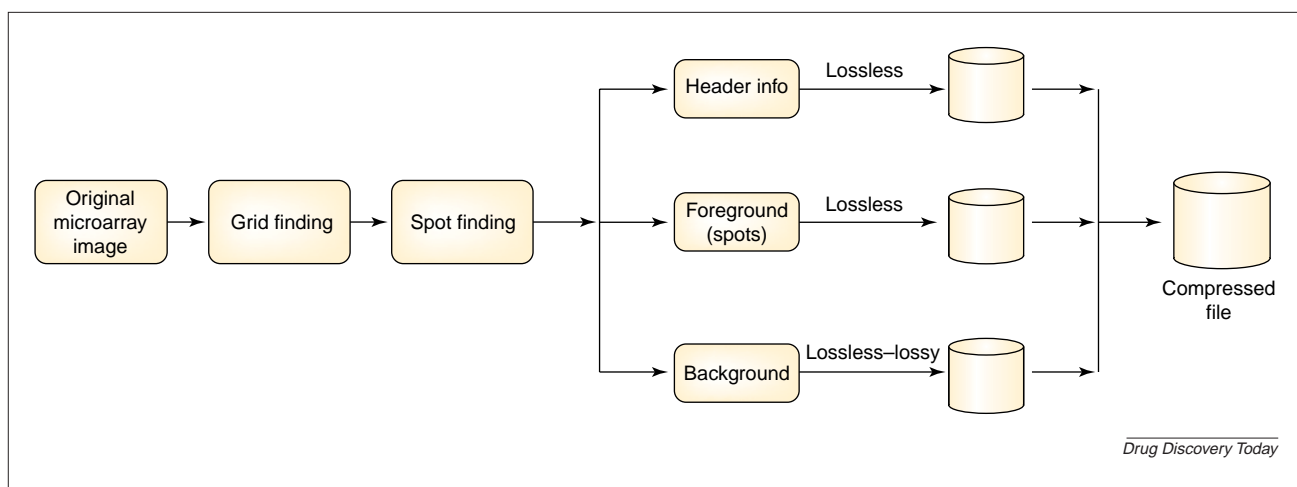 Original
microarray
image
Grid finding
Spot finding
Header info
Lossless
Foreground
(spots)
Lossless
Background
Lossless–lossy
Compressed
file
Drug Discovery Today